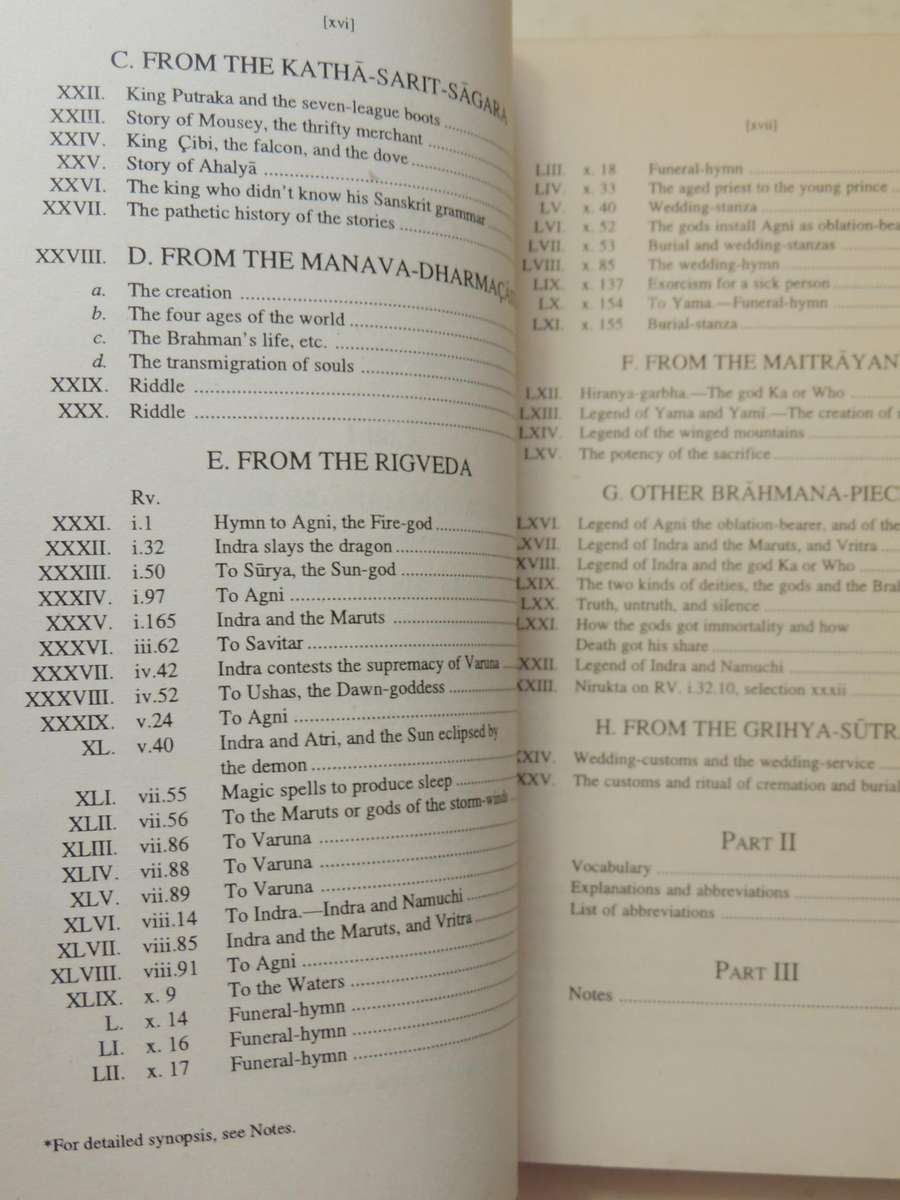 [xvi]
C. FROM THE KATHĀ-SARIT-SĀGARA
XXII. King Putraka and the seven-league boots
XXIII. Story of Mousey, the thrifty merchant
XXIV. King Çibi, the falcon, and the dove
XXV. Story of Ahalyā
XXVI. The king who didn't know his Sanskrit grammar
XXVII. The pathetic history of the stories
XXVIII. D. FROM THE MANAVA-DHARMAÇĀS
a. The creation
b. The four ages of the world
c. The Brahman's life, etc.
d. The transmigration of souls
XXIX. Riddle
XXX. Riddle
E. FROM THE RIGVEDA
Rv.
XXXI. i.1 Hymn to Agni, the Fire-god
XXXII. i.32 Indra slays the dragon
XXXIII. i.50 To Sūrya, the Sun-god
XXXIV. i.97 To Agni
XXXV. i.165 Indra and the Maruts
XXXVI. iii.62 To Savitar
XXXVII. iv.42 Indra contests the supremacy of Varuna
XXXVIII. iv.52 To Ushas, the Dawn-goddess
XXXIX. v.24 To Agni
XL. v.40 Indra and Atri, and the Sun eclipsed by
the demon
XLI. vii.55 Magic spells to produce sleep
XLII. vii.56 To the Maruts or gods of the storm-winds
XLIII. vii.86 To Varuna
XLIV. vii.88 To Varuna
XLV. vii.89 To Varuna
XLVI. viii.14 To Indra.—Indra and Namuchi
XLVII. viii.85 Indra and the Maruts, and Vritra
XLVIII. viii.91 To Agni
XLIX. x. 9 To the Waters
L. x. 14 Funeral-hymn
LI. x. 16 Funeral-hymn
LII. x. 17 Funeral-hymn
*For detailed synopsis, see Notes.
[xvii]
LIII. x. 18 Funeral-hymn
LIV. x. 33 The aged priest to the young prince
LV. x. 40 Wedding-stanza
LVI. x. 52 The gods install Agni as oblation-bea
LVII. x. 53 Burial and wedding-stanzas
LVIII. x. 85 The wedding-hymn
LIX. x. 137 Exorcism for a sick person
LX. x. 154 To Yama.—Funeral-hymn
LXI. x. 155 Burial-stanza
F. FROM THE MAITRĀYAN
LXII. Hiranya-garbha.—The god Ka or Who
LXIII. Legend of Yama and Yamī.—The creation of
LXIV. Legend of the winged mountains
LXV. The potency of the sacrifice
G. OTHER BRĀHMANA-PIEC
LXVI. Legend of Agni the oblation-bearer, and of the
XVII. Legend of Indra and the Maruts, and Vritra
XVIII. Legend of Indra and the god Ka or Who
LXIX. The two kinds of deities, the gods and the Brah
LXX. Truth, untruth, and silence
LXXI. How the gods got immortality and how
Death got his share
XXII. Legend of Indra and Namuchi
XXIII. Nirukta on RV. i.32.10, selection xxxii
H. FROM THE GRIHYA-SŪTRA
XXIV. Wedding-customs and the wedding-service
XXV. The customs and ritual of cremation and burial
PART II
Vocabulary
Explanations and abbreviations
List of abbreviations
PART III
Notes